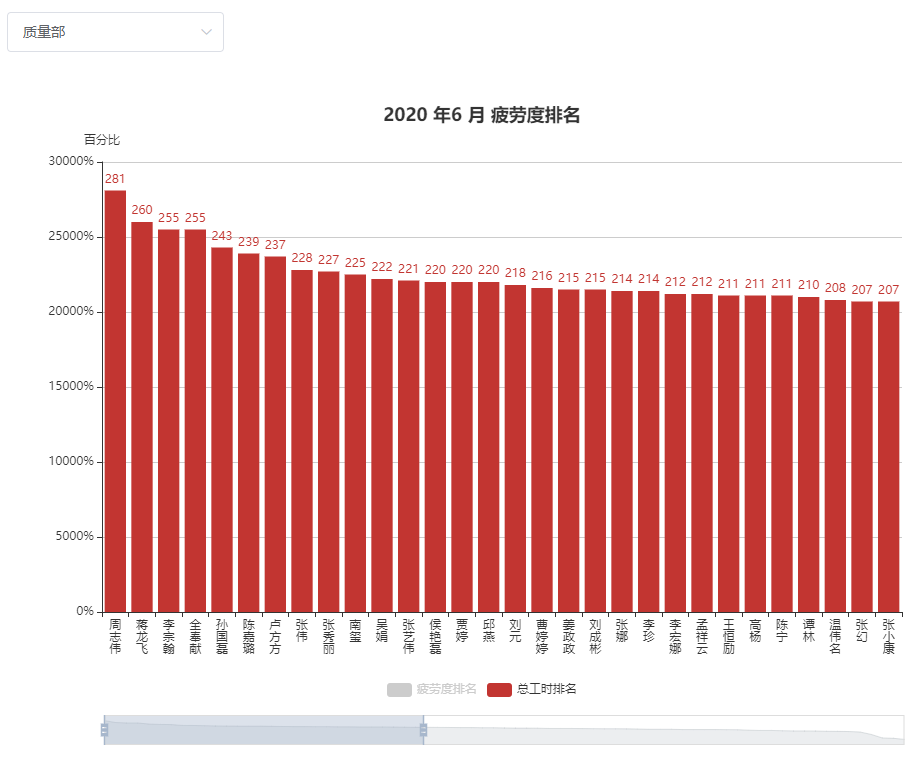 质量部
2020 年6 月 疲劳度排名
百分比
30000%
25000%
20000%
15000%
10000%
5000%
0%
281 260 255 255 243 239 237 228 227 225 222 221 220 220 220 218 216 215 215 214 214 212 212 211 211 211 210 208 207 207
周志伟 蒋龙飞 李宗翰 全奉献 孙国磊 陈嘉璐 卢方方 张伟 张秀丽 南玺 吴娟 张艺伟 侯艳磊 贾婷 邱燕 刘元 曹婷婷 姜政政 刘成彬 张娜 李珍 李宏娜 孟祥云 王恒励 高杨 陈宁 谭林 温伟名 张幻 张小康
疲劳度排名 总工时排名